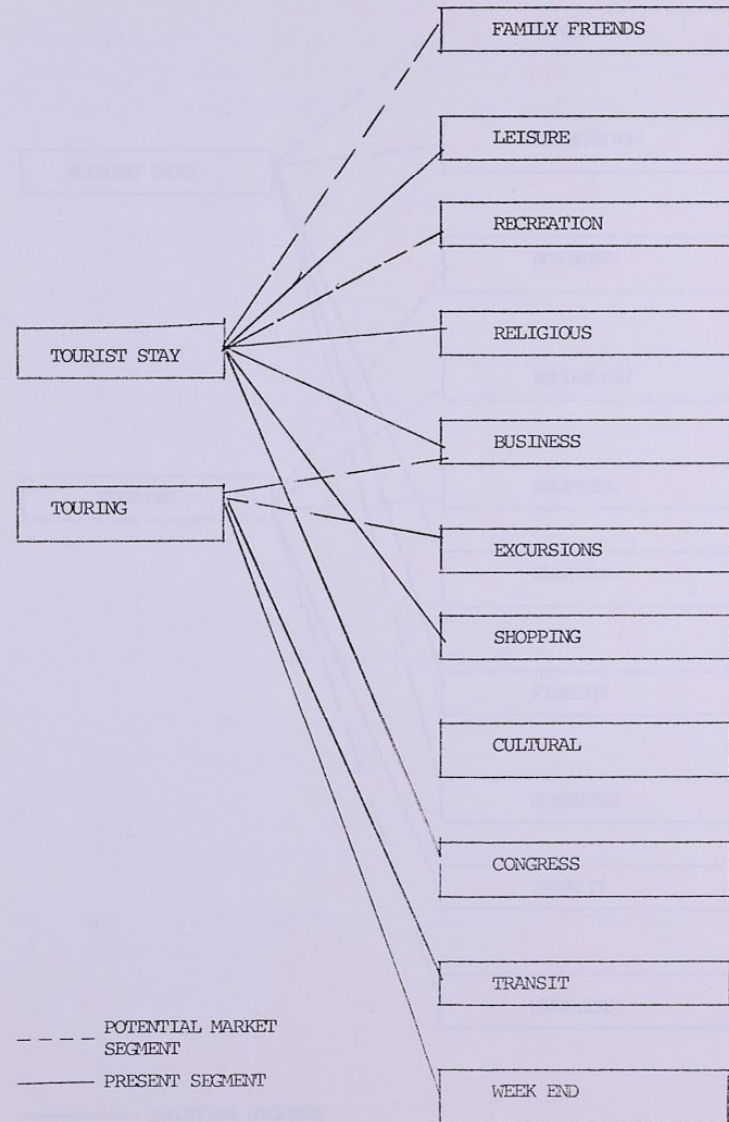 FAMILY FRIENDS
LEISURE
RECREATION
RELIGIOUS
TOURIST STAY
BUSINESS
TOURING
EXCURSIONS
SHOPPING
CULTURAL
CONGRESS
TRANSIT
POTENTIAL MARKET
SEGMENT
PRESENT SEGMENT
WEEK END